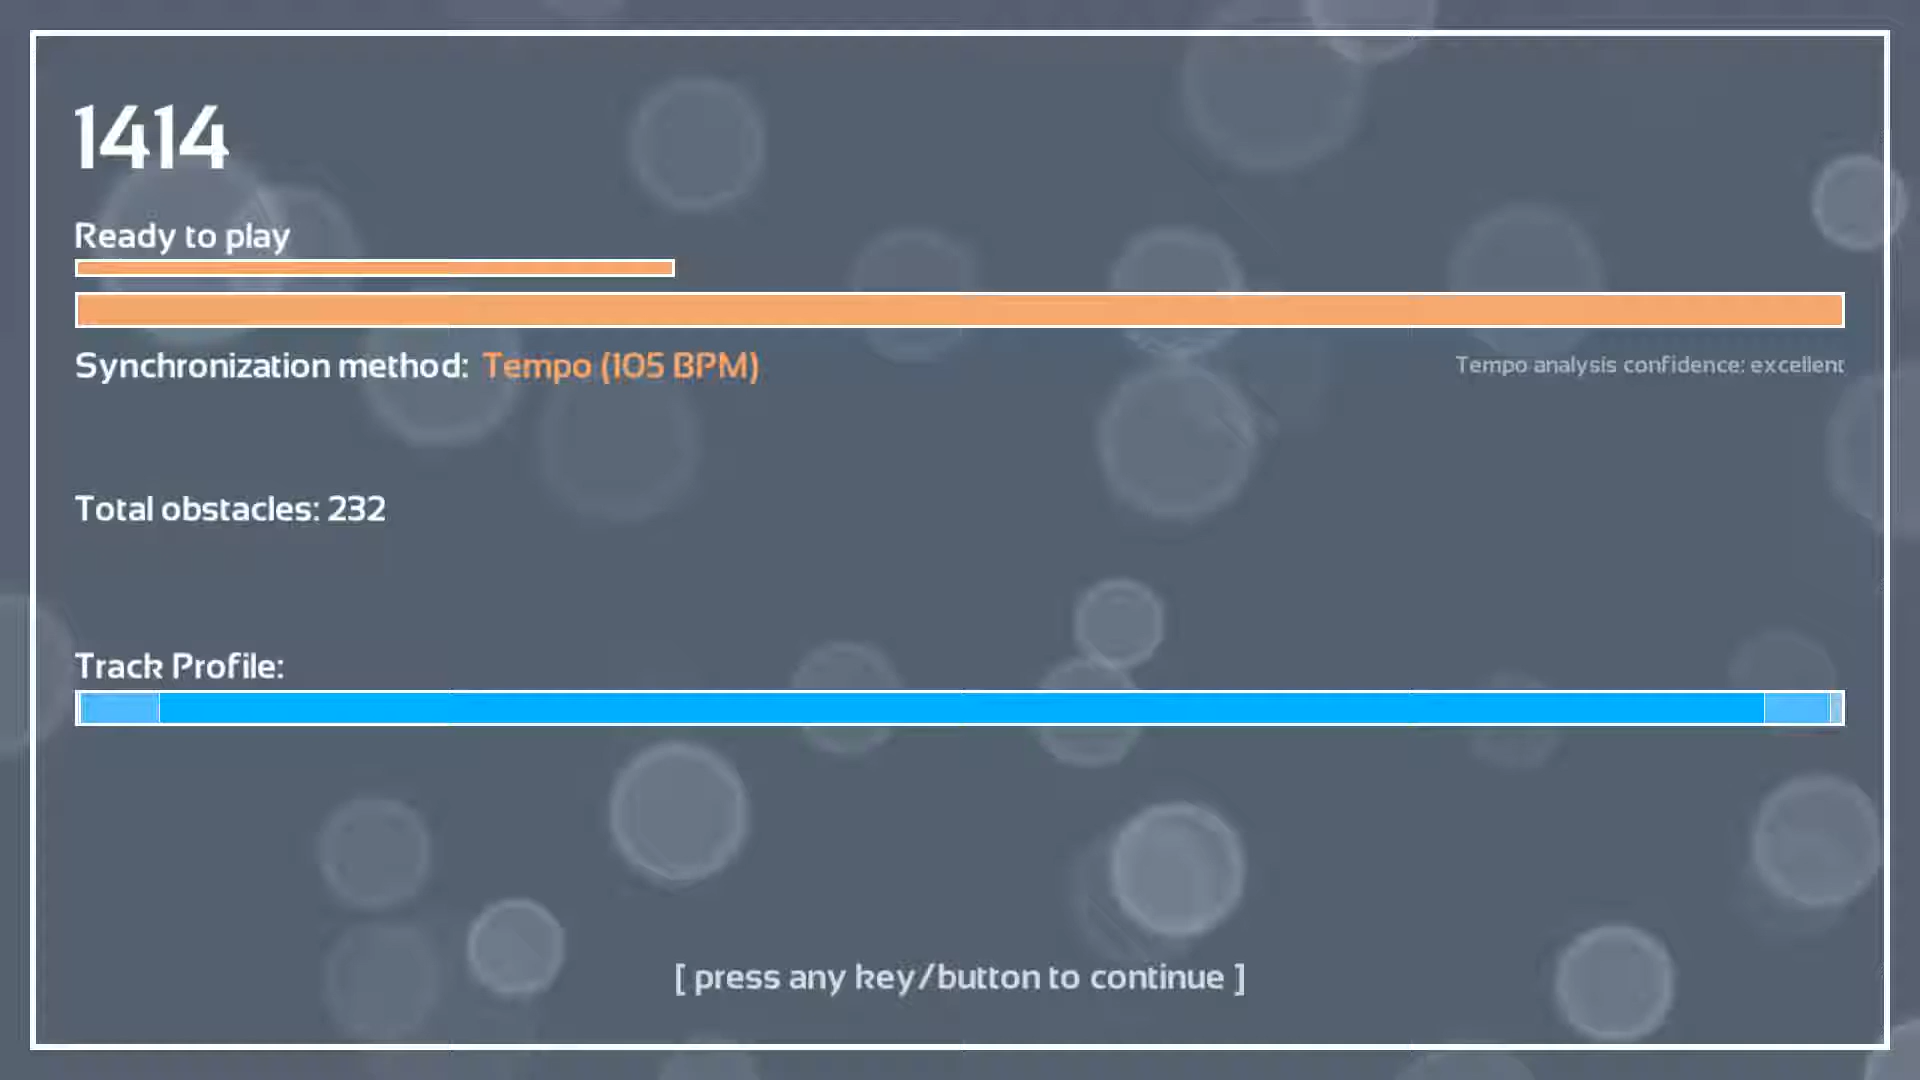 1414
Ready to play
Synchronization method: Tempo (105 BPM)
Tempo analysis confidence: excellent
Total obstacles: 232
Track Profile:
[ press any key/button to continue ]